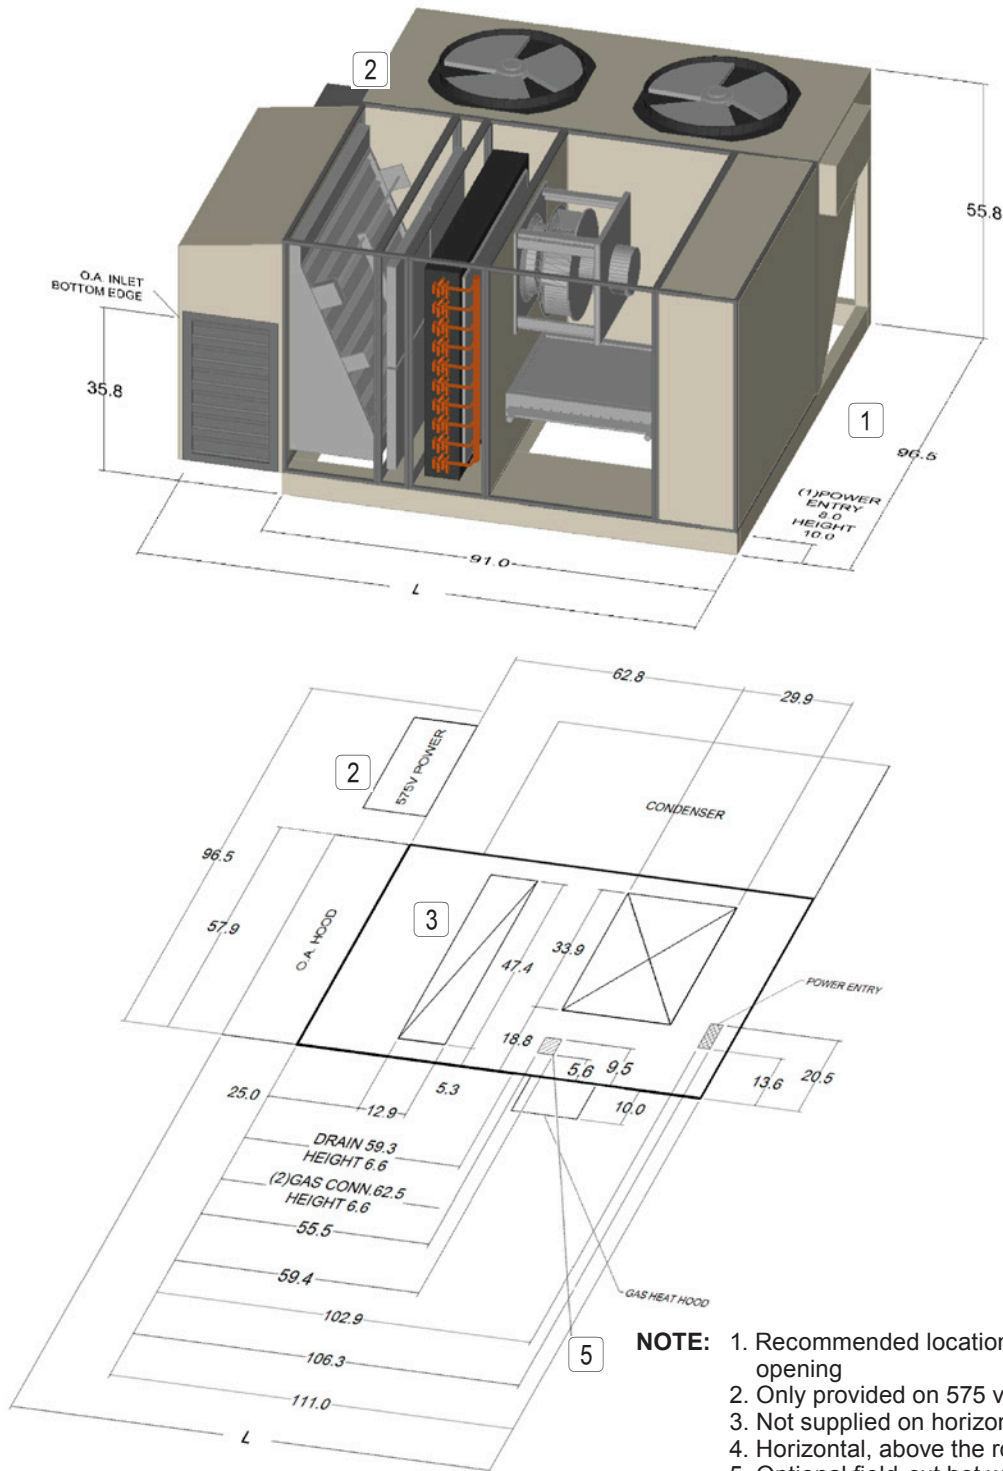 2
55.8
O.A. INLET
BOTTOM EDGE
35.8
1
96.5
(1)POWER
ENTRY
8.0
HEIGHT
10.0
91.0
L
62.8
29.9
2
575V POWER
CONDENSER
96.5
57.9
O.A. HOOD
3
33.9
47.4
POWER ENTRY
18.8
5.6
9.5
13.6
20.5
25.0
12.9
5.3
10.0
DRAIN 59.3
HEIGHT 6.6
(2)GAS CONN.62.5
HEIGHT 6.6
55.5
59.4
102.9
GAS HEAT HOOD
106.3
5
111.0
L
NOTE: 1. Recommended location
opening
2. Only provided on 575 v
3. Not supplied on horizon
4. Horizontal, above the ro